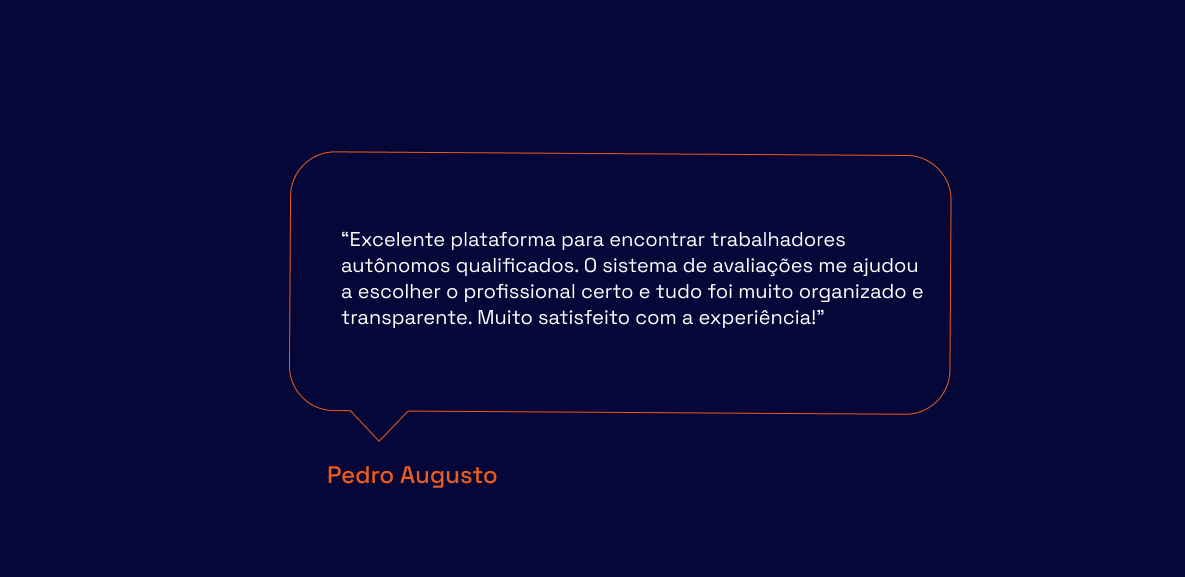 “Excelente plataforma para encontrar trabalhadores
autônomos qualificados. O sistema de avaliações me ajudou
a escolher o profissional certo e tudo foi muito organizado e
transparente. Muito satisfeito com a experiência!”
Pedro Augusto